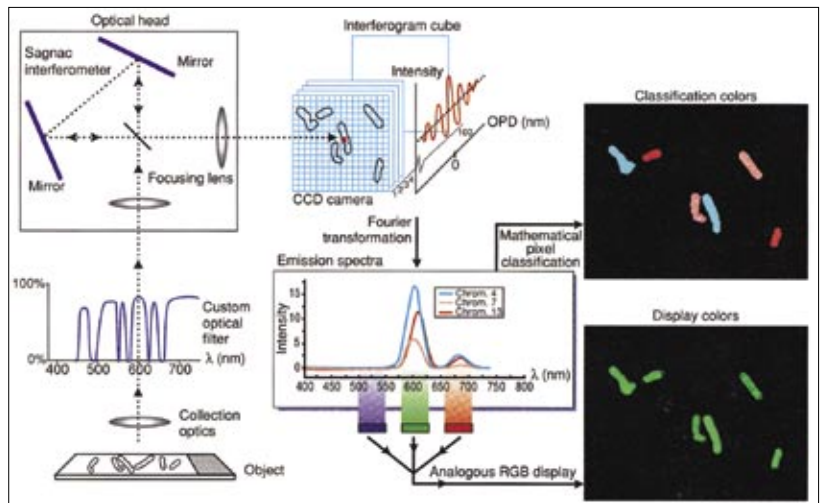 Optical head
Sagnac
interferometer
Mirror
Mirror
Focusing lens
Interferogram cube
Intensity
OPD (nm)
0
CCD camera
Fourier
transformation
Mathematical
pixel
classification
Classification colors
Emission spectra
Intensity
15
10
5
0
Chrom. 4
Chrom. 7
Chrom. 13
λ (nm)
400 450 500 550 600 650 700 750 800
100%
0%
400 500 600 700
λ (nm)
Custom
optical
filter
Collection
optics
Object
Display colors
Analogous RGB display